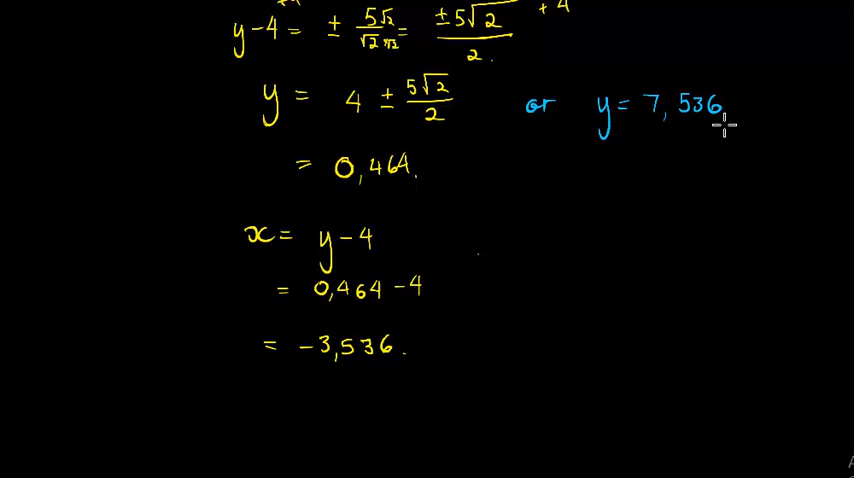 +4
y-4 = ± 5√2/√2 √2 = ±5√2/2. +4
y = 4 ± 5√2/2 or y = 7,536
= 0,464.
x = y-4
= 0,464 -4
= -3,536.